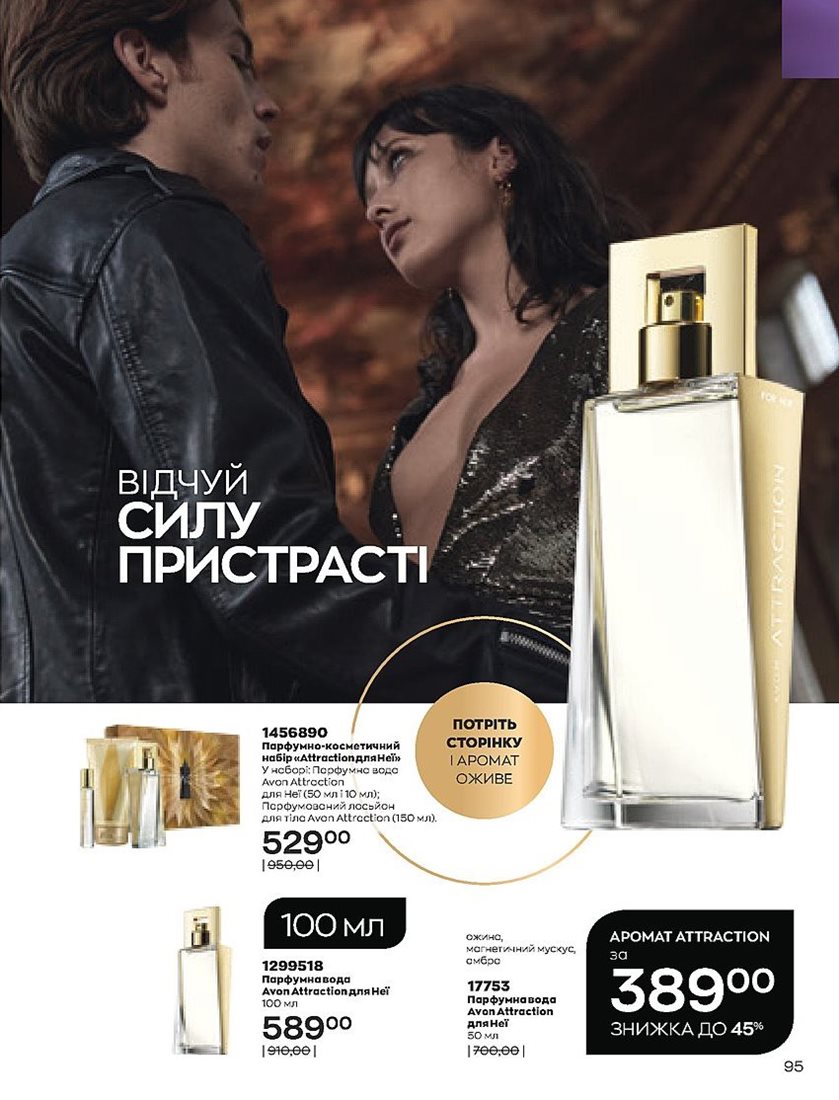 FOR HER
AVON ATTRACTION
ВІДЧУЙ
СИЛУ
ПРИСТРАСТІ
ПОТРІТЬ
СТОРІНКУ
І АРОМАТ
ОЖИВЕ
1456890
Парфумно-косметичний
набір «Attraction для Неї»
У наборі: Парфумна вода
Avon Attraction
для Неї (50 мл і 10 мл);
Парфумований лосьйон
для тіла Avon Attraction (150 мл).
529⁰⁰
|950,00|
100 МЛ
1299518
Парфумна вода
Avon Attraction для Неї
100 мл
589⁰⁰
|910,00|
ожина,
магнетичний мускус,
амбра
17753
Парфумна вода
Avon Attraction
для Неї
50 мл
|700,00|
АРОМАТ ATTRACTION
за
389⁰⁰
ЗНИЖКА ДО 45%
95